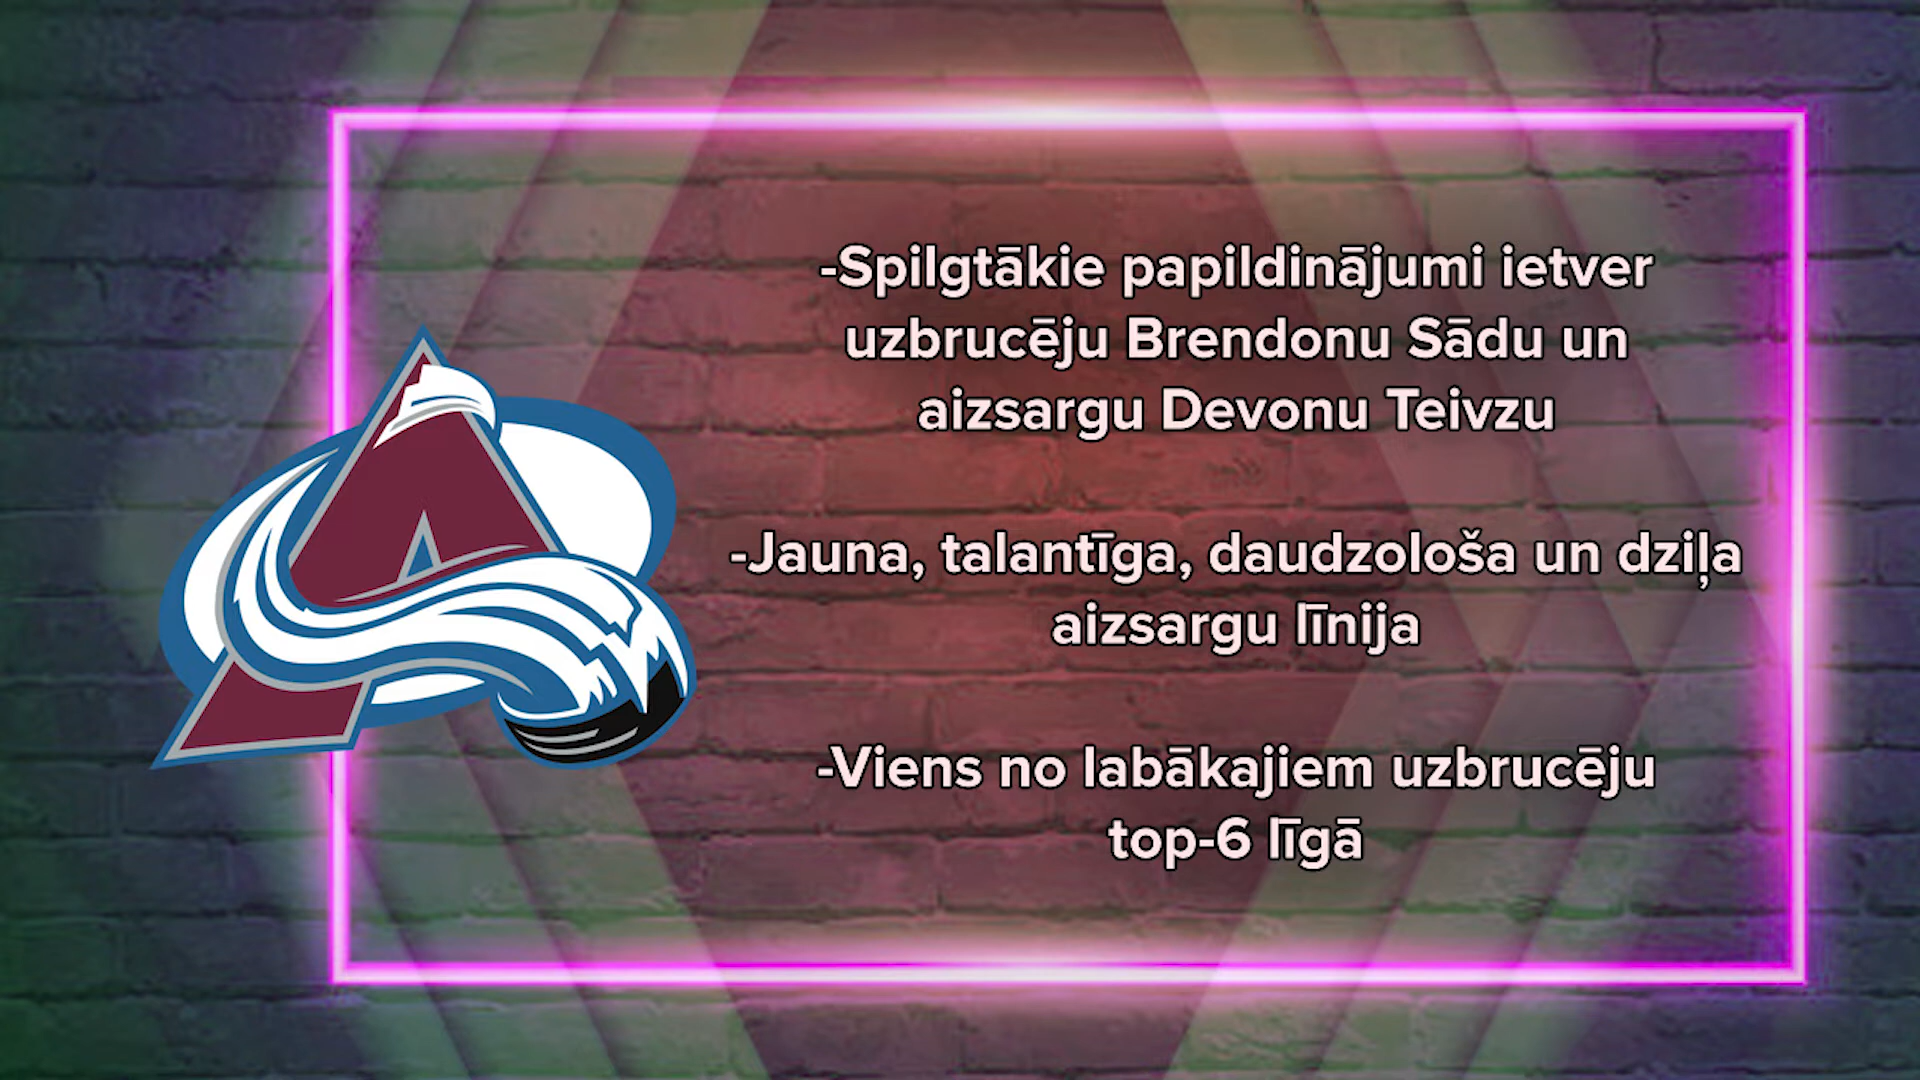 -Spilgtākie papildinājumi ietver
uzbrucēju Brendonu Sādu un
aizsargu Devonu Teivzu
-Jauna, talantīga, daudzološa un dziļa
aizsargu līnija
-Viens no labākajiem uzbrucēju
top-6 līgā